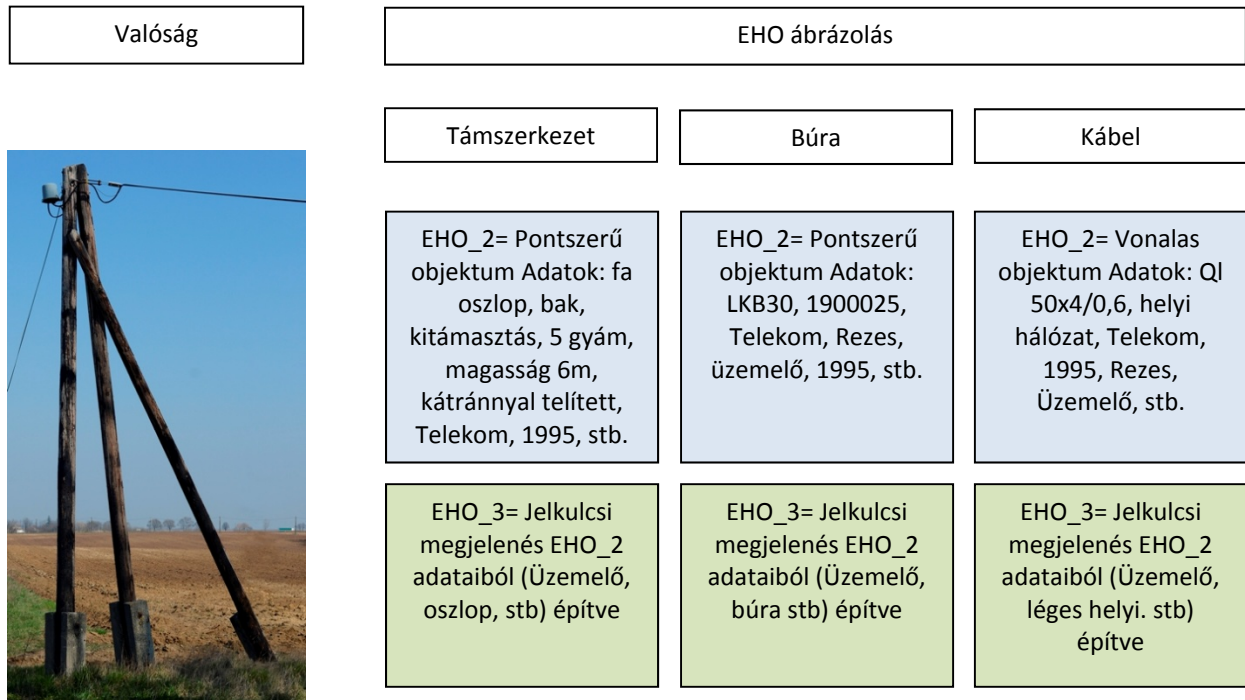 Valóság
EHO ábrázolás
Támszerkezet
Búra
Kábel
EHO_2= Pontszerű
objektum Adatok: fa
oszlop, bak,
kitámasztás, 5 gyám,
magasság 6m,
kátránnyal telített,
Telekom, 1995, stb.
EHO_2= Pontszerű
objektum Adatok:
LKB30, 1900025,
Telekom, Rezes,
üzemelő, 1995, stb.
EHO_2= Vonalas
objektum Adatok: Ql
50x4/0,6, helyi
hálózat, Telekom,
1995, Rezes,
Üzemelő, stb.
EHO_3= Jelkulcsi
megjelenés EHO_2
adataiból (Üzemelő,
oszlop, stb) építve
EHO_3= Jelkulcsi
megjelenés EHO_2
adataiból (Üzemelő,
búra stb) építve
EHO_3= Jelkulcsi
megjelenés EHO_2
adataiból (Üzemelő,
léges helyi. stb)
építve